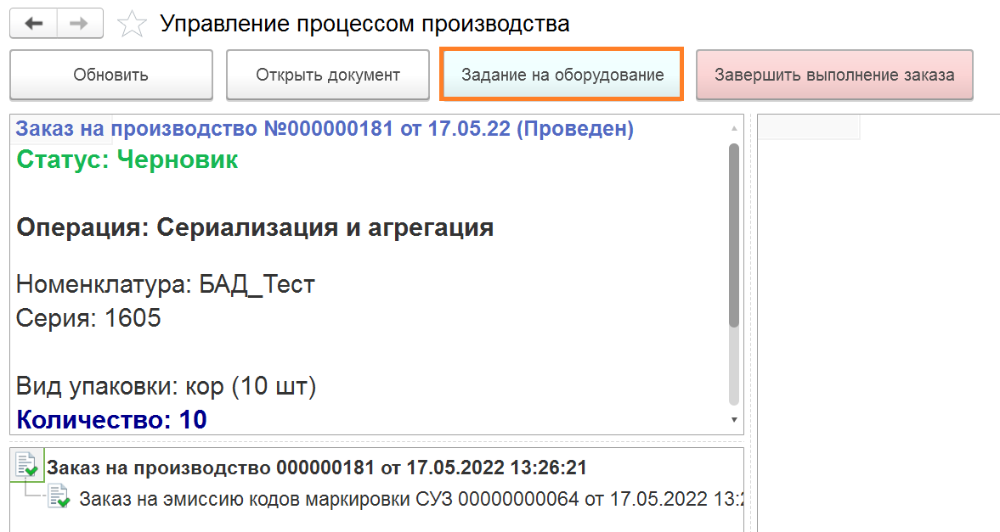 Управление процессом производства
Обновить
Открыть документ
Задание на оборудование
Завершить выполнение заказа
Заказ на производство №000000181 от 17.05.22 (Проведен)
Статус: Черновик
Операция: Сериализация и агрегация
Номенклатура: БАД_Тест
Серия: 1605
Вид упаковки: кор (10 шт)
Количество: 10
Заказ на производство 000000181 от 17.05.2022 13:26:21
Заказ на эмиссию кодов маркировки СУЗ 00000000064 от 17.05.2022 13:2